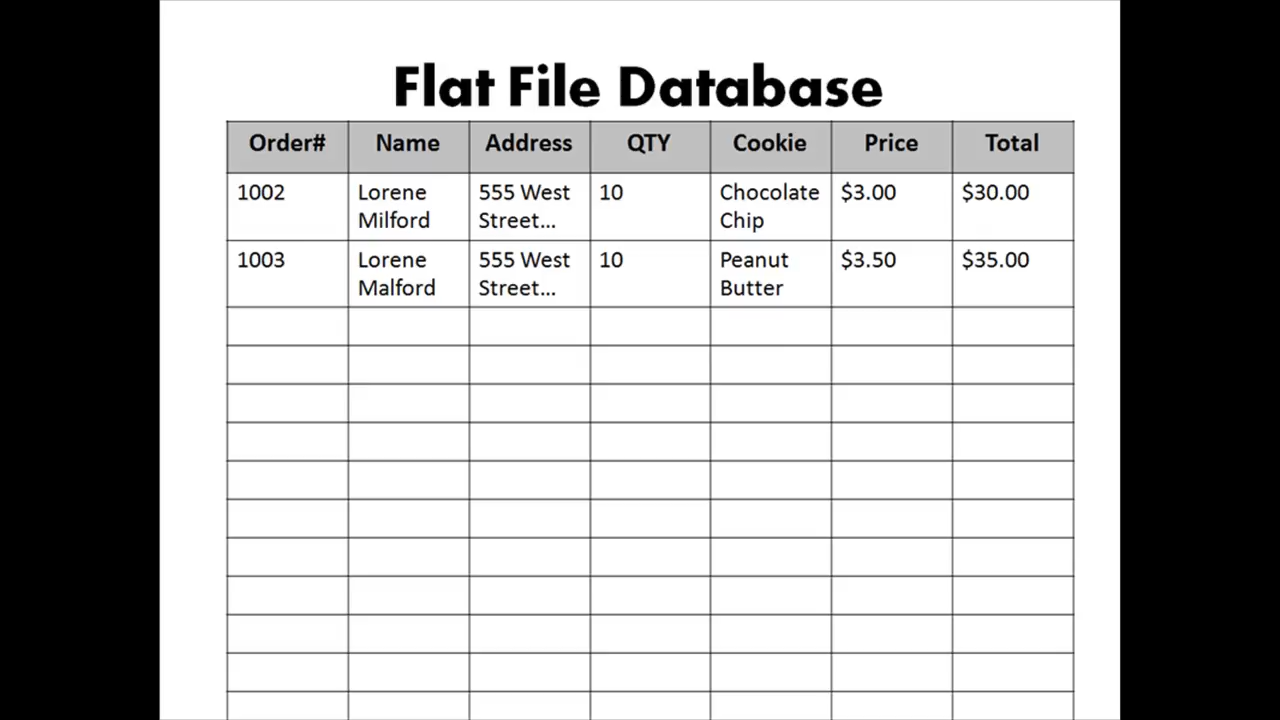 Flat File Database
Order# Name Address QTY Cookie Price Total
1002 Lorene 555 West 10 Chocolate $3.00 $30.00
Milford Street... Chip
1003 Lorene 555 West 10 Peanut $3.50 $35.00
Malford Street... Butter